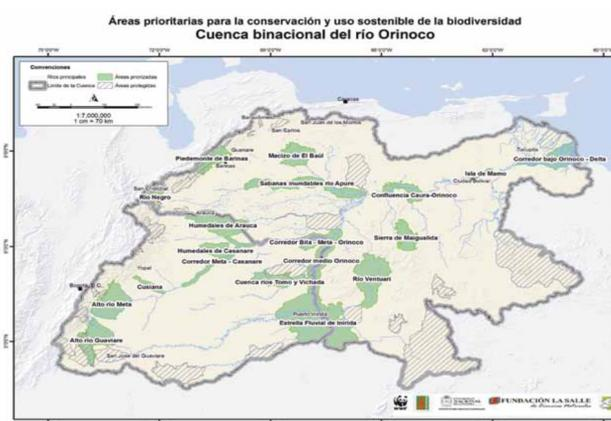 Áreas prioritarias para la conservación y uso sostenible de la biodiversidad
Cuenca binacional del río Orinoco
Convenciones
Rios principales
Áreas priorizadas
Limite de la Cuenca
Áreas protegidas
1:7,000,000
1 cm = 70 km
Caracas
San Juan de los Morros
San Carlos
Guanare
Piedemonte de Barinas
Barinas
Macizo de El Baúl
Tucupita
Corredor bajo Orinoco - Delta
Isla de Mamo
Ciudad Bolívar
Sabanas inundables río Apure
Confluencia Caura-Orinoco
San Cristóbal
Río Negro
Arauca
Humedales de Arauca
Corredor Bita - Meta - Orinoco
Sierra de Maigualida
Humedales de Casanare
Corredor Meta - Casanare
Corredor medio Orinoco
Yopal
Cusiana
Cuenca ríos Tomo y Vichada
Río Ventuari
Alto río Meta
Puerto Inírida
Estrella Fluvial de Inírida
Alto río Guaviare
San José del Guaviare
WWF
FUNDACIÓN LA SALLE
de Ciencias Naturales